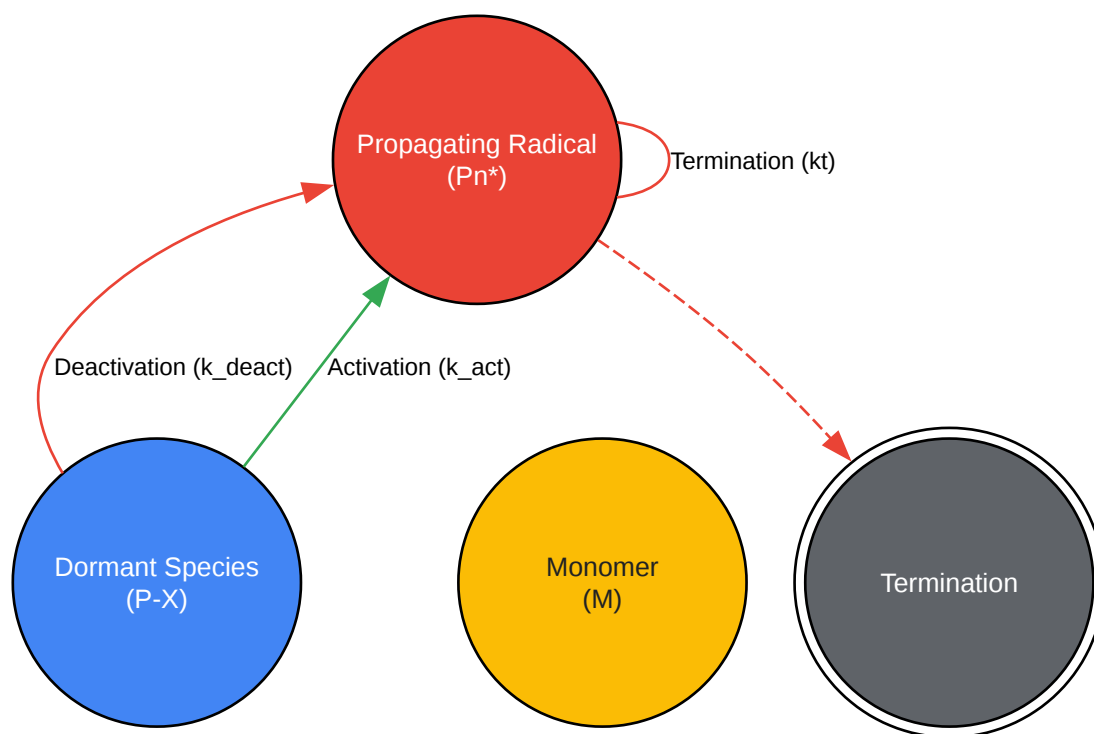 Propagating Radical
(Pn*)
Termination (kt)
Deactivation (k_deact)
Activation (k_act)
Dormant Species
(P-X)
Monomer
(M)
Termination